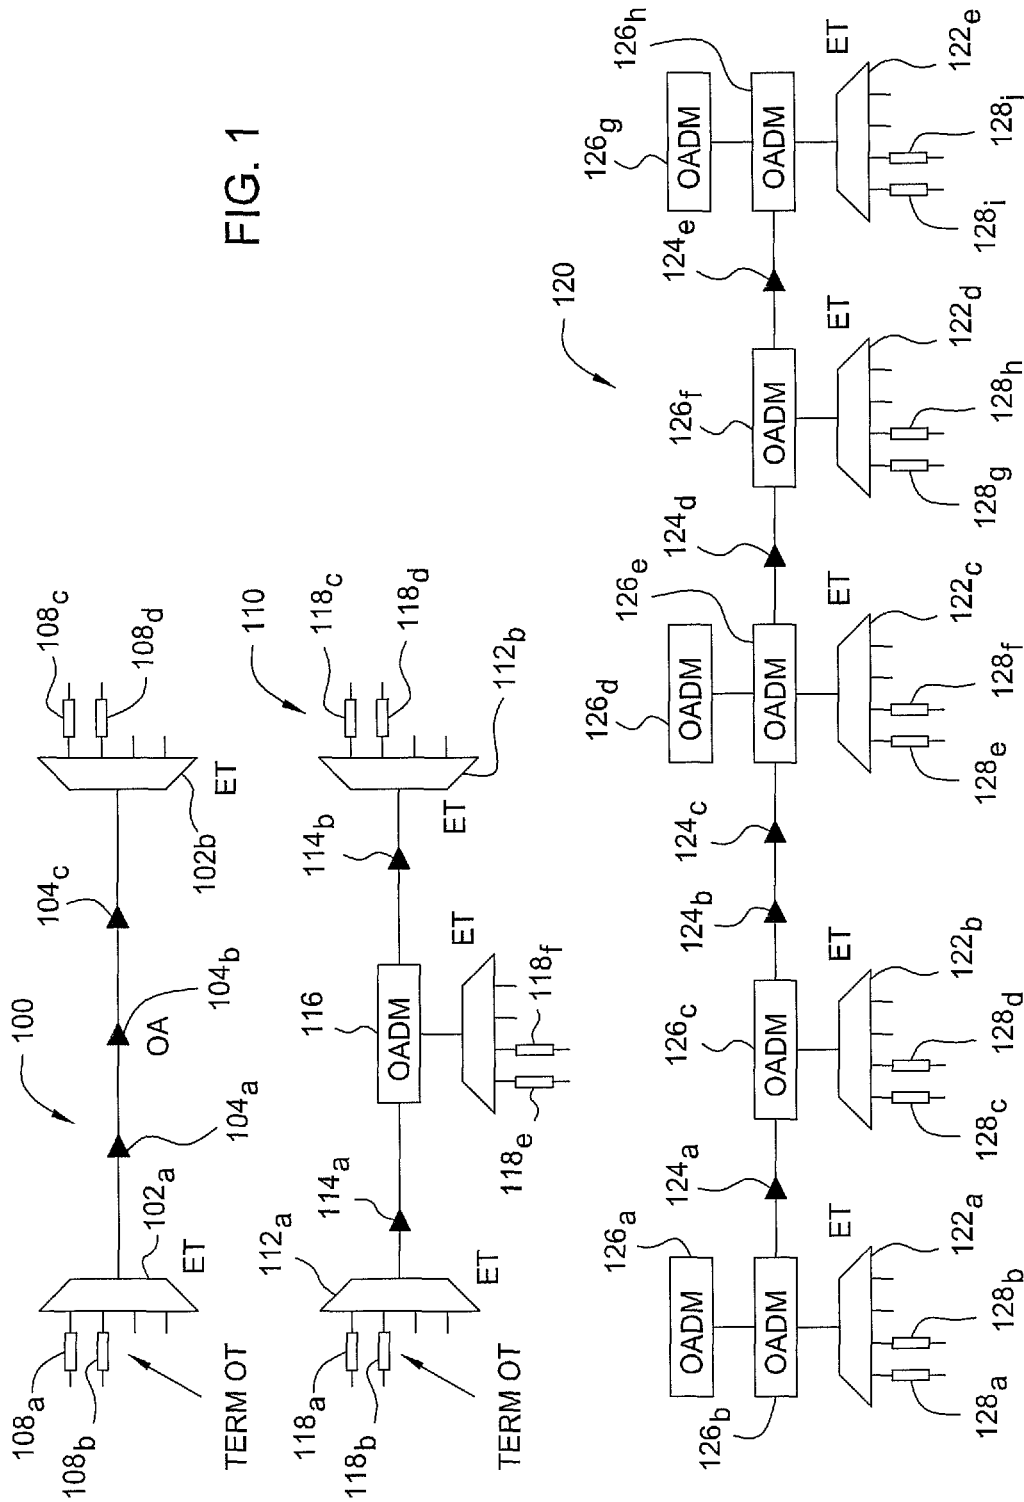 FIG. 1
100
108a
108b
TERM OT
102a
ET
104a
104b
OA
104c
102b
ET
108c
108d
110
118a
118b
TERM OT
112a
ET
114a
116
OADM
ET
118e
118f
114b
ET
112b
118c
118d
120
126a
OADM
126b
OADM
ET
122a
128a
128b
124a
126c
OADM
ET
122b
128c
128d
124b
124c
126d
OADM
126e
OADM
ET
122c
128e
128f
124d
126f
OADM
ET
122d
128g
128h
124e
126g
OADM
126h
OADM
ET
122e
128i
128j